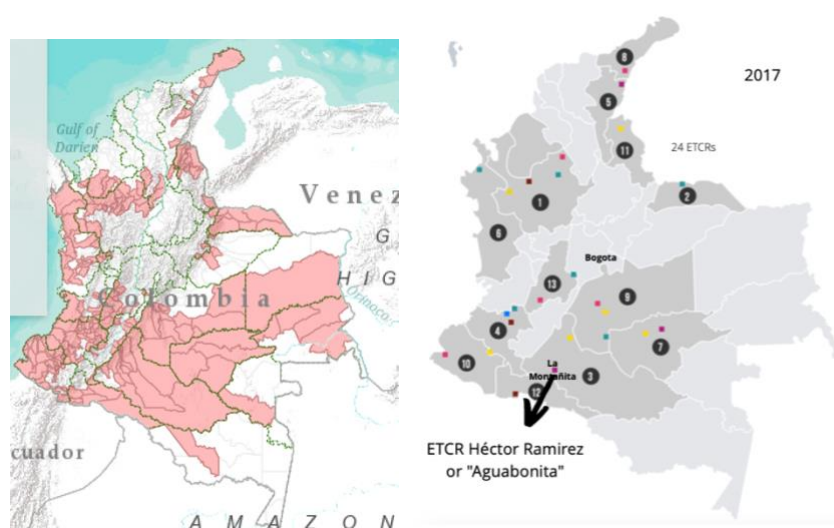 Gulf of
Darien
Venez
G
HIG
Colombia
Orinoco
cuador
AMAZON
2017
8
5
11
24 ETCRs
2
1
6
Bogota
13
9
4
7
La
Montañita
10
3
12
ETCR Héctor Ramirez
or "Aguabonita"